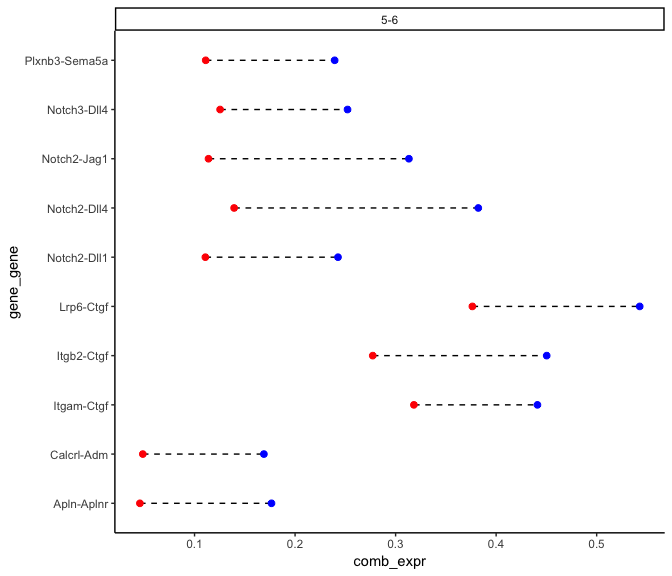 5-6
Plxnb3-Sema5a
Notch3-Dll4
Notch2-Jag1
Notch2-Dll4
Notch2-Dll1
Lrp6-Ctgf
Itgb2-Ctgf
Itgam-Ctgf
Calcrl-Adm
Apln-Aplnr
gene_gene
0.1 0.2 0.3 0.4 0.5
comb_expr